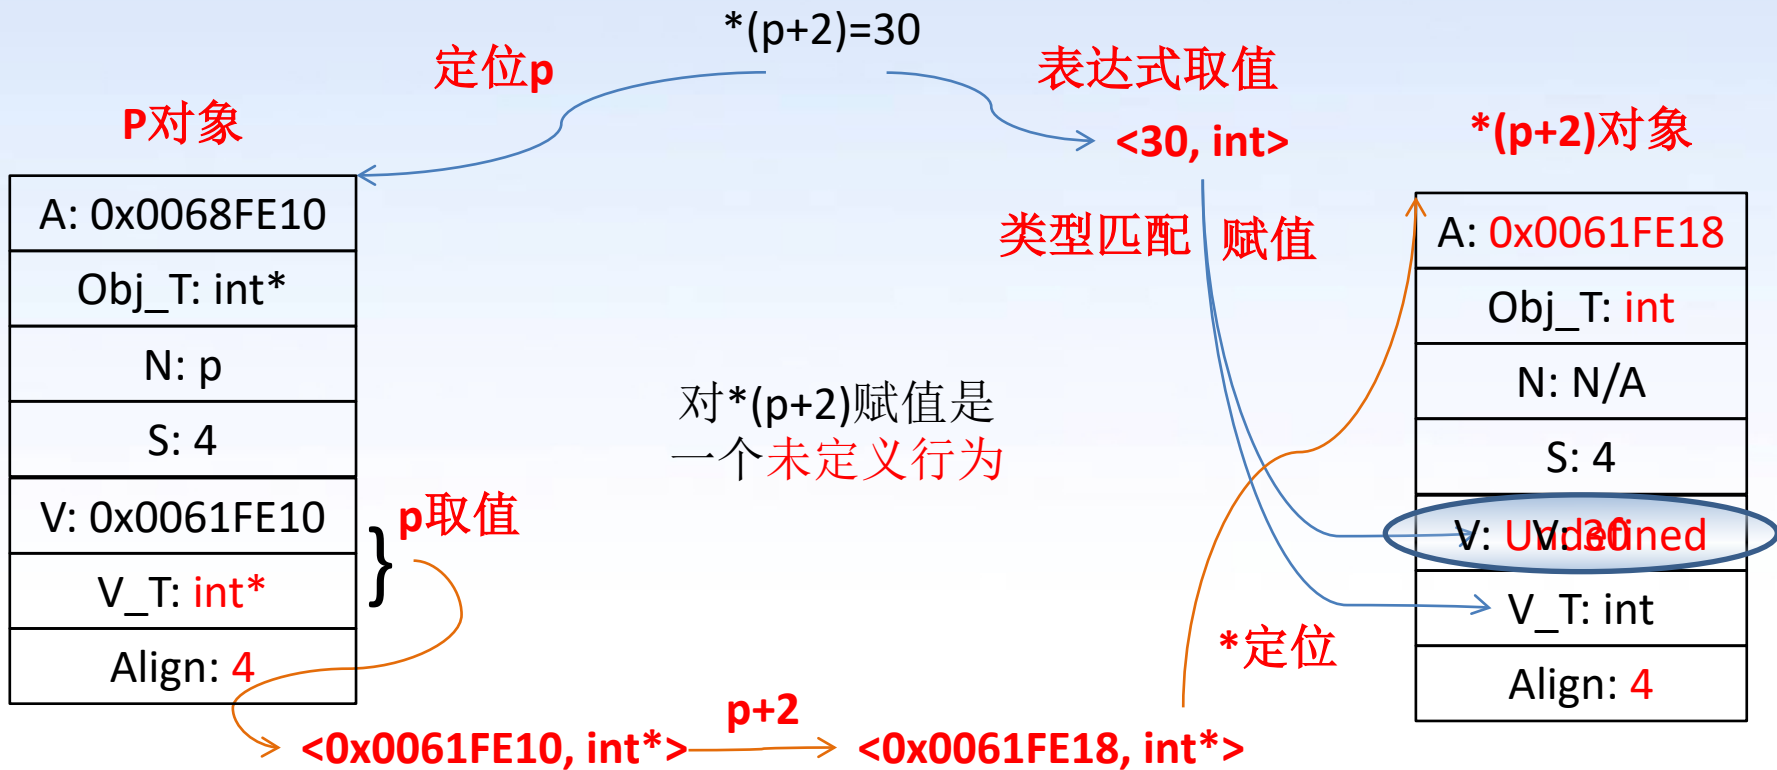 *(p+2)=30
定位p
表达式取值
P对象
<30, int>
*(p+2)对象
A: 0x0068FE10
Obj_T: int*
N: p
S: 4
V: 0x0061FE10
V_T: int*
Align: 4
p取值
类型匹配 赋值
对*(p+2)赋值是
一个未定义行为
A: 0x0061FE18
Obj_T: int
N: N/A
S: 4
V: Undefined
V: 30
V_T: int
Align: 4
*定位
p+2
<0x0061FE10, int*>
<0x0061FE18, int*>